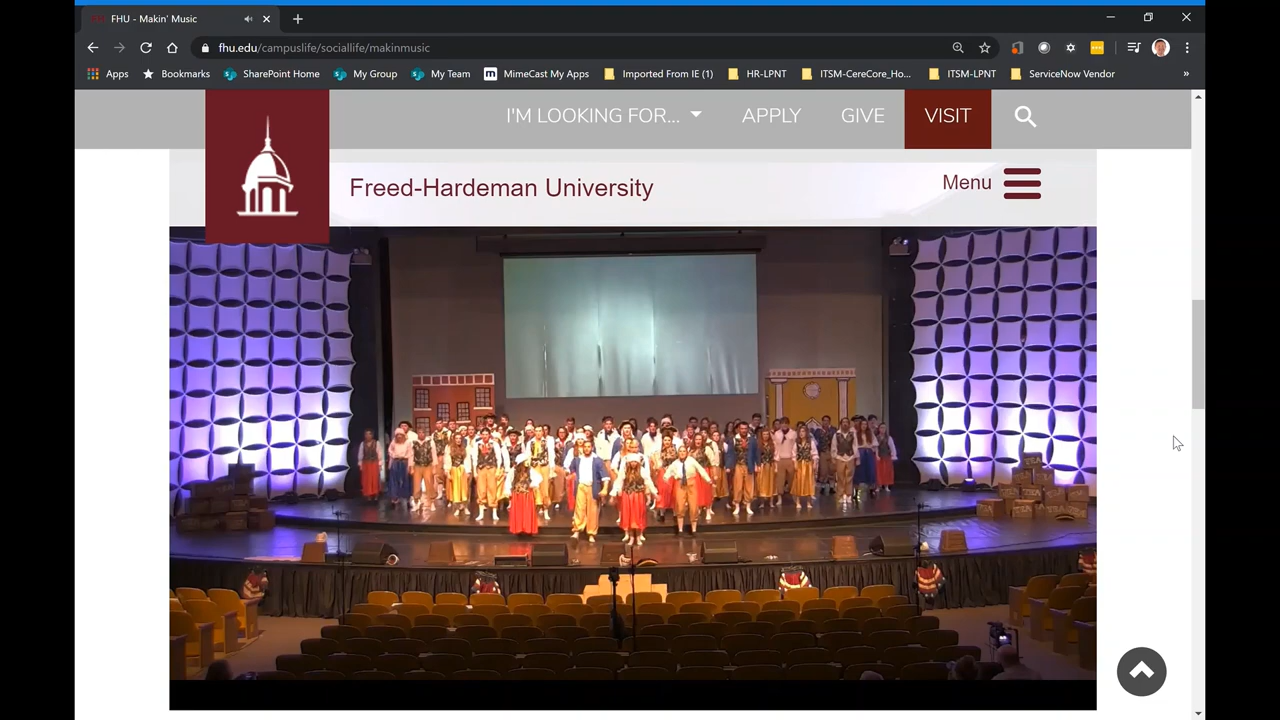 FHU - Makin' Music
fhu.edu/campuslife/sociallife/makinmusic
Apps Bookmarks SharePoint Home My Group My Team MimeCast My Apps Imported From IE (1) HR-LPNT ITSM-CereCore_Ho... ITSM-LPNT ServiceNow Vendor »
I'M LOOKING FOR... APPLY GIVE VISIT
Freed-Hardeman University
Menu